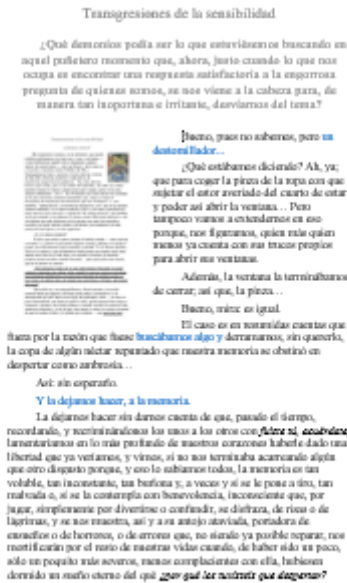 Transgresiones de la sensibilidad
¿Qué demonios podía ser lo que estuviésemos buscando en
aquel puñetero momento que, ahora, justo cuando lo que nos
ocupa es encontrar una respuesta satisfactoria a la engorrosa
pregunta de quienes somos, se nos viene a la cabeza para, de
manera tan inoportuna e irritante, desviarnos del tema?
Bueno, pues no sabemos, pero un
destornillador...
¿Qué estábamos diciendo? Ah, ya;
que para coger la pinza de la ropa con que
sujetar el estor averiado del cuarto de estar
y poder así abrir la ventana... Pero
tampoco vamos a extendernos en eso
porque, nos figuramos, quien más quien
menos ya cuenta con sus trucos propios
para abrir sus ventanas.
Además, la ventana la terminábamos
de cerrar; así que, la pinza...
Bueno, mira: es igual.
El caso es en resumidas cuentas que
fuera por la razón que fuese buscábamos algo y derramamos, sin quererlo,
la copa de algún néctar repuntado que nuestra memoria se obstinó en
despertar como ambrosía...
Así: sin esperarlo.
Y la dejamos hacer, a la memoria.
La dejamos hacer sin darnos cuenta de que, pasado el tiempo,
recordando, y recriminándonos los unos a los otros con
lamentaríamos en lo más profundo de nuestros corazones haberle dado una
libertad que ya veríamos, y vimos, si no nos terminaba acarreando algún
que otro disgusto porque, y eso lo sabíamos todos, la memoria es tan
voluble, tan inconstante, tan burlona y, a veces y si se le pone a tiro, tan
malvada o, si se la contempla con benevolencia, inconsciente que, por
jugar, simplemente por divertirse o confundir, se disfraza, de risas o de
lágrimas, y se nos muestra, así y a su antojo ataviada, portadora de
ensueños o de horrores, o de errores que, no siendo ya posible reparar, nos
mortificarán por el resto de nuestras vidas cuando, de haber sido un poco,
sólo un poquito más severos, menos complacientes con ella, hubiesen
dormido un sueño eterno del que ¿por qué los